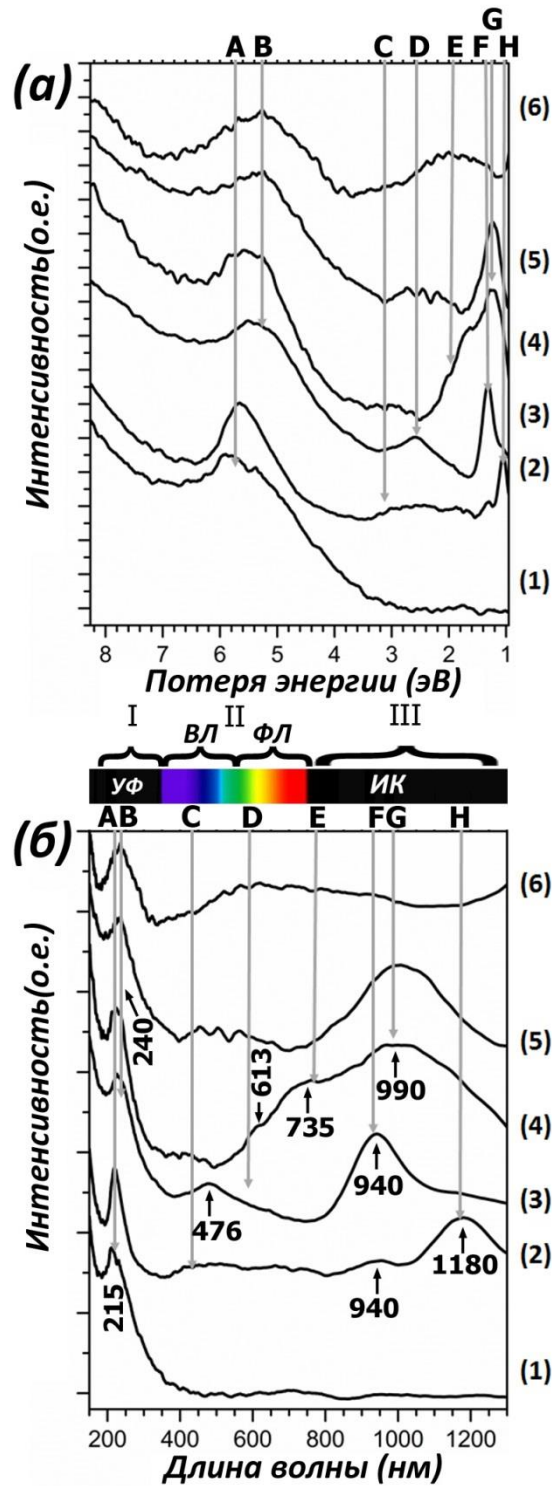 G
A B C D E F H
(а)
(6)
(5)
(4)
(3)
(2)
(1)
Интенсивность(о.е.)
8 7 6 5 4 3 2 1
Потеря энергии (эВ)
I II III
ВЛ ФЛ
УФ ИК
A B C D E F G H
(б)
(6)
(5)
(4)
(3)
(2)
(1)
Интенсивность(о.е.)
240
613
735
990
940
476
1180
940
215
200 400 600 800 1000 1200
Длина волны (нм)